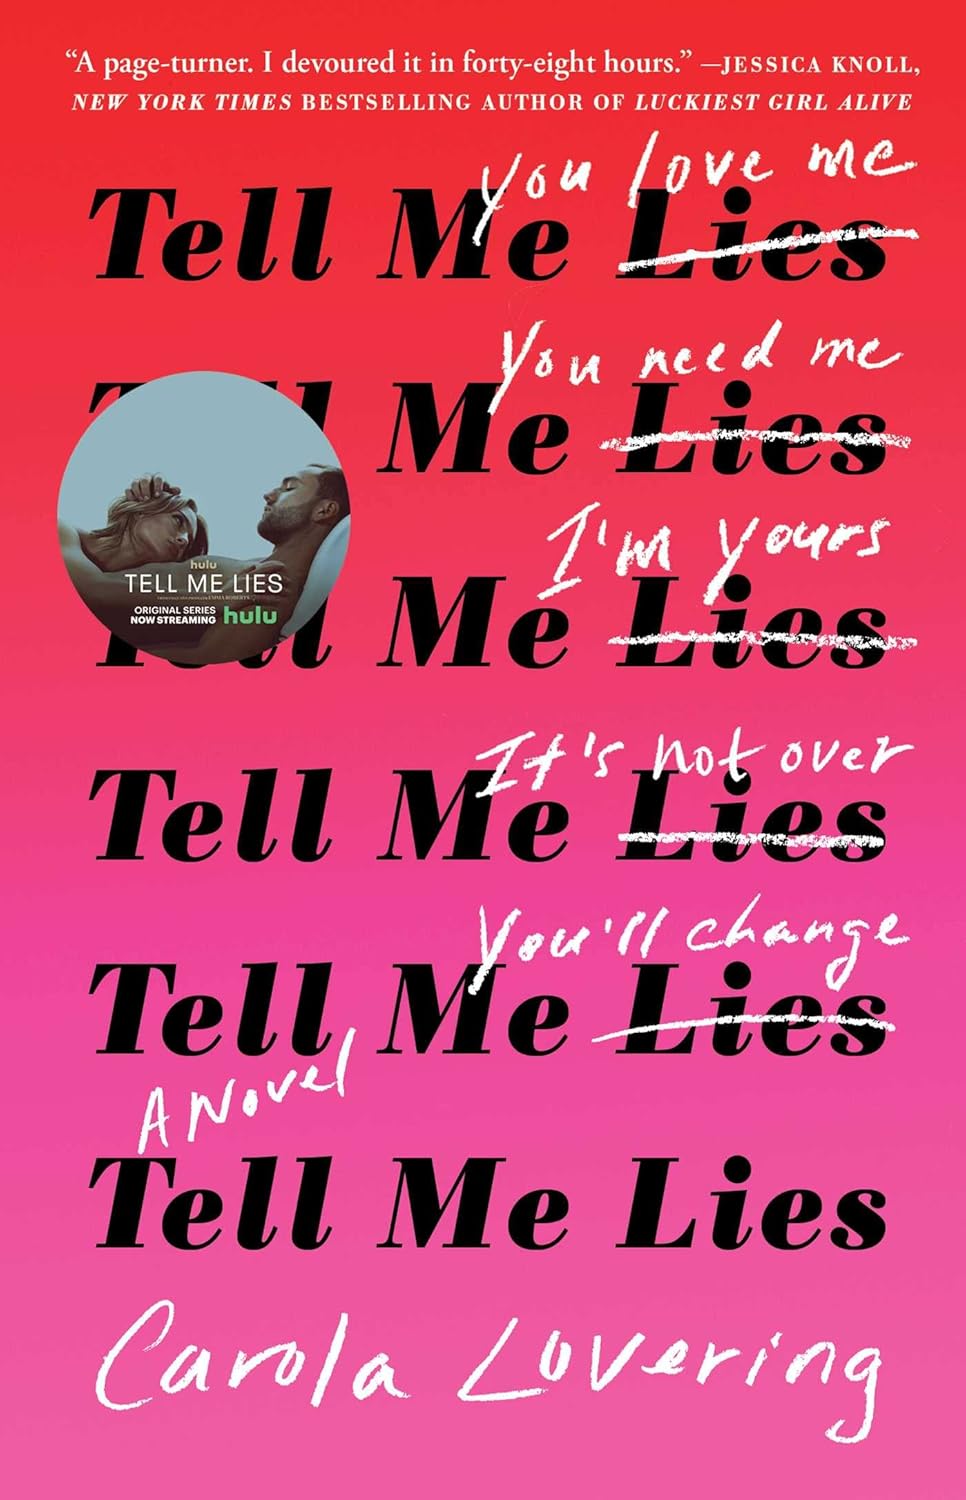 “A page-turner. I devoured it in forty-eight hours.” —JESSICA KNOLL,
NEW YORK TIMES BESTSELLING AUTHOR OF LUCKIEST GIRL ALIVE
you love me
Tell Me Lies
You need me
Me Lies
I'm yours
Tell Me Lies
It's not over
Tell Me Lies
You'll change
Tell Me Lies
A Novel
Tell Me Lies
Carola Lovering
hulu
TELL ME LIES
ORIGINAL SERIES
NOW STREAMING hulu